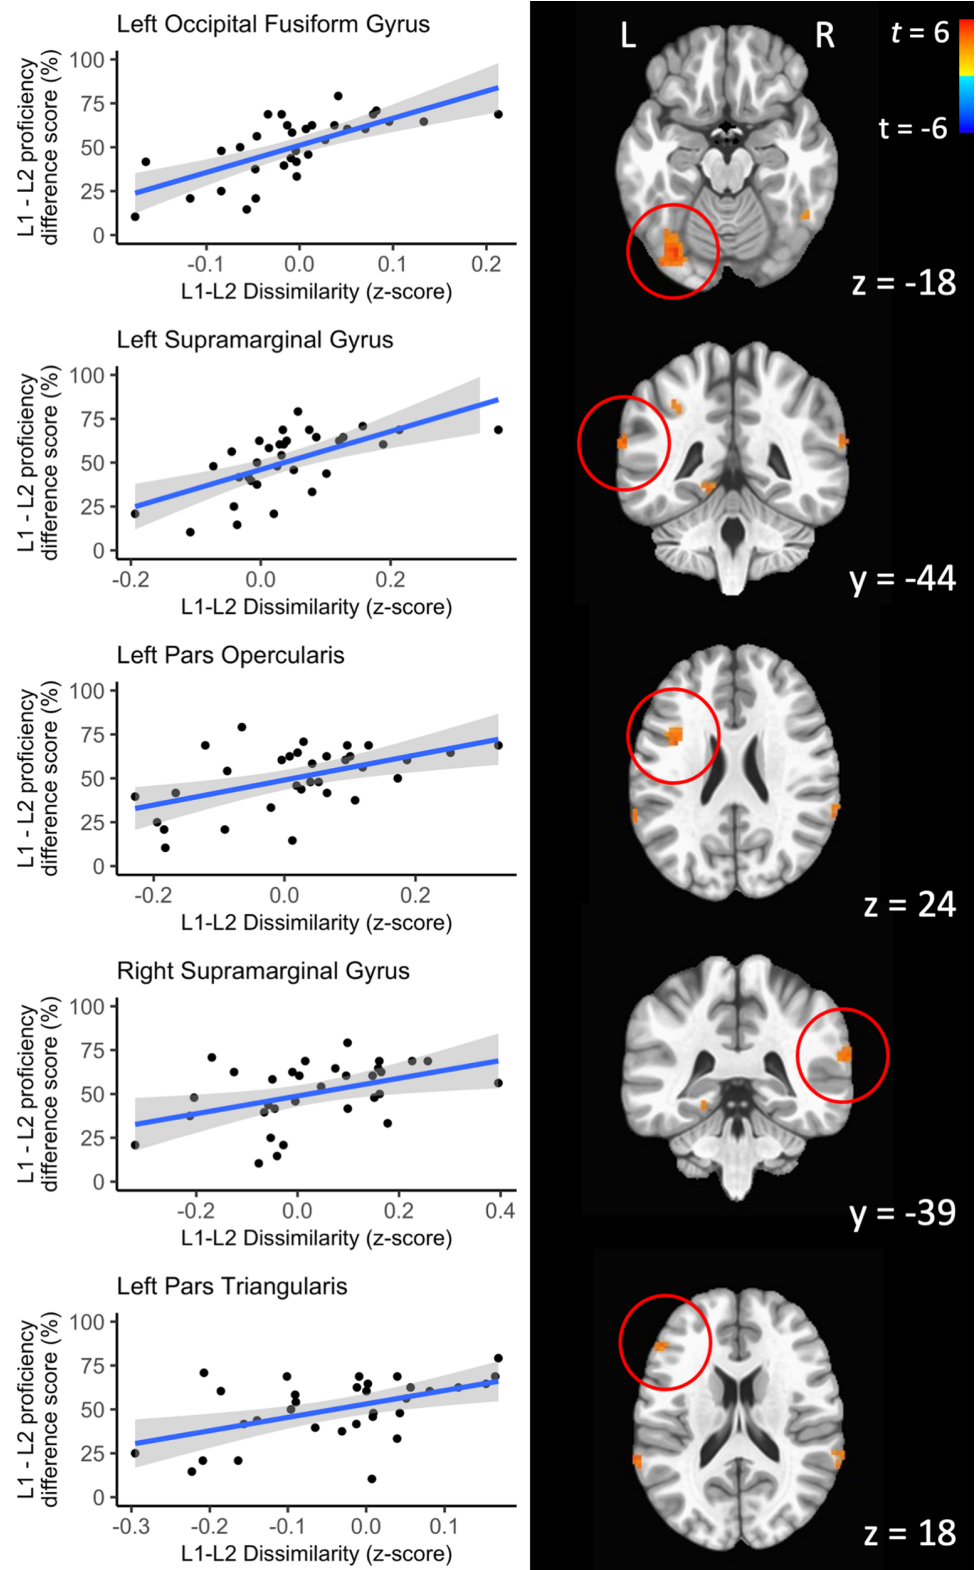 Left Occipital Fusiform Gyrus
L1 - L2 proficiency
difference score (%)
100
75
50
25
0
-0.1
0.0
0.1
0.2
L1-L2 Dissimilarity (z-score)
L
R
t = 6
t = -6
z = -18
Left Supramarginal Gyrus
L1 - L2 proficiency
difference score (%)
100
75
50
25
0
-0.2
0.0
0.2
L1-L2 Dissimilarity (z-score)
y = -44
Left Pars Opercularis
L1 - L2 proficiency
difference score (%)
100
75
50
25
0
-0.2
0.0
0.2
L1-L2 Dissimilarity (z-score)
z = 24
Right Supramarginal Gyrus
L1 - L2 proficiency
difference score (%)
100
75
50
25
0
-0.2
0.0
0.2
0.4
L1-L2 Dissimilarity (z-score)
y = -39
Left Pars Triangularis
L1 - L2 proficiency
difference score (%)
100
75
50
25
0
-0.3
-0.2
-0.1
0.0
0.1
L1-L2 Dissimilarity (z-score)
z = 18